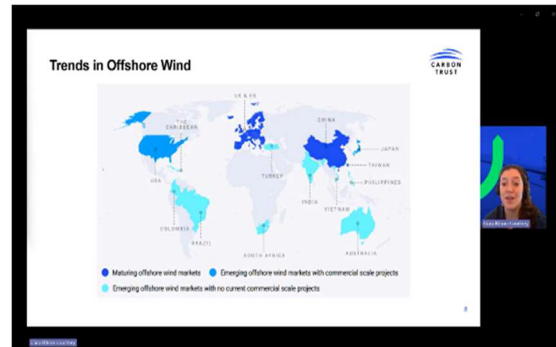 Trends in Offshore Wind
CARBON
TRUST
UK & EU
THE
CARIBBEAN
CHINA
JAPAN
TAIWAN
PHILIPPINES
USA
TURKEY
INDIA
VIETNAM
COLOMBIA
BRAZIL
SOUTH AFRICA
AUSTRALIA
Maturing offshore wind markets
Emerging offshore wind markets with commercial scale projects
Emerging offshore wind markets with no current commercial scale projects